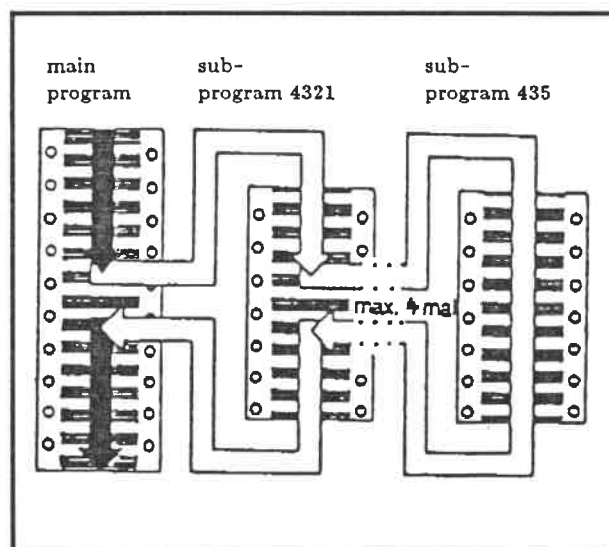 main
program
sub-
program 4321
sub-
program 435
max. 4 mal